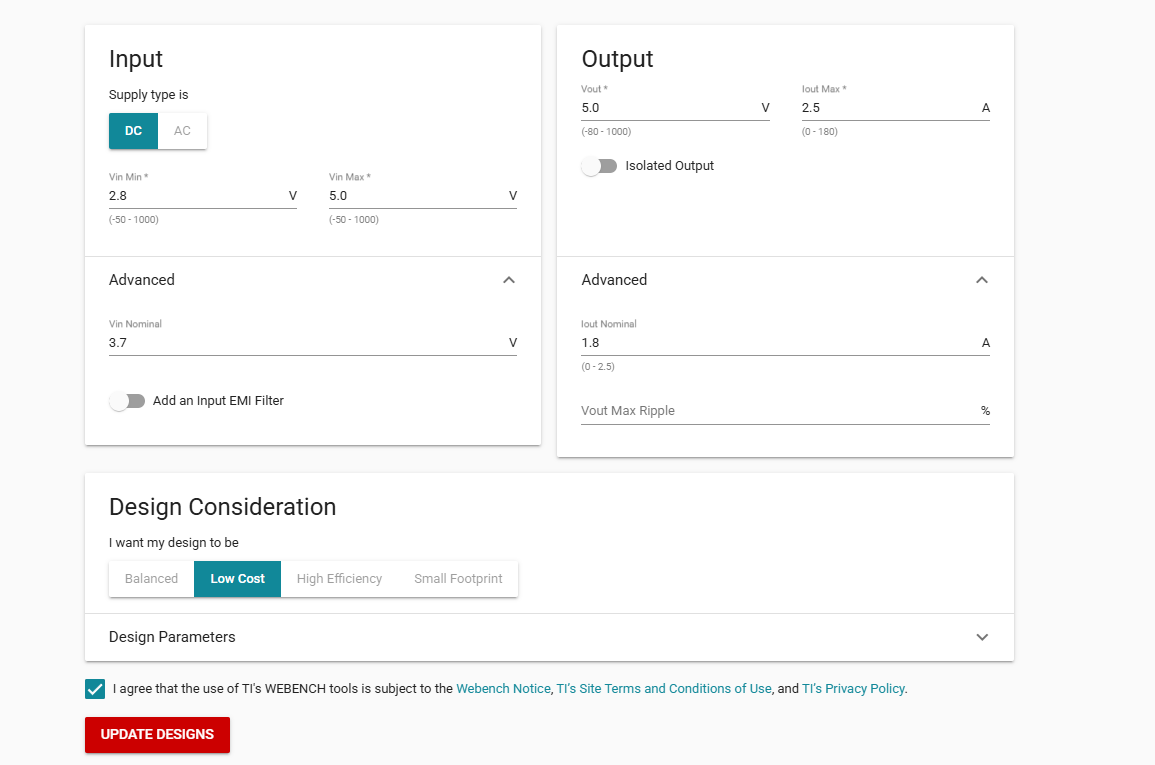 Input
Supply type is
DC AC
Vin Min * Vin Max *
2.8 V 5.0 V
(-50 - 1000) (-50 - 1000)
Advanced
Vin Nominal
3.7 V
Add an Input EMI Filter
Output
Vout * Iout Max *
5.0 V 2.5 A
(-80 - 1000) (0 - 180)
Isolated Output
Advanced
Iout Nominal
1.8 A
(0 - 2.5)
Vout Max Ripple %
Design Consideration
I want my design to be
Balanced Low Cost High Efficiency Small Footprint
Design Parameters
I agree that the use of TI's WEBENCH tools is subject to the Webench Notice, TI's Site Terms and Conditions of Use, and TI's Privacy Policy.
UPDATE DESIGNS